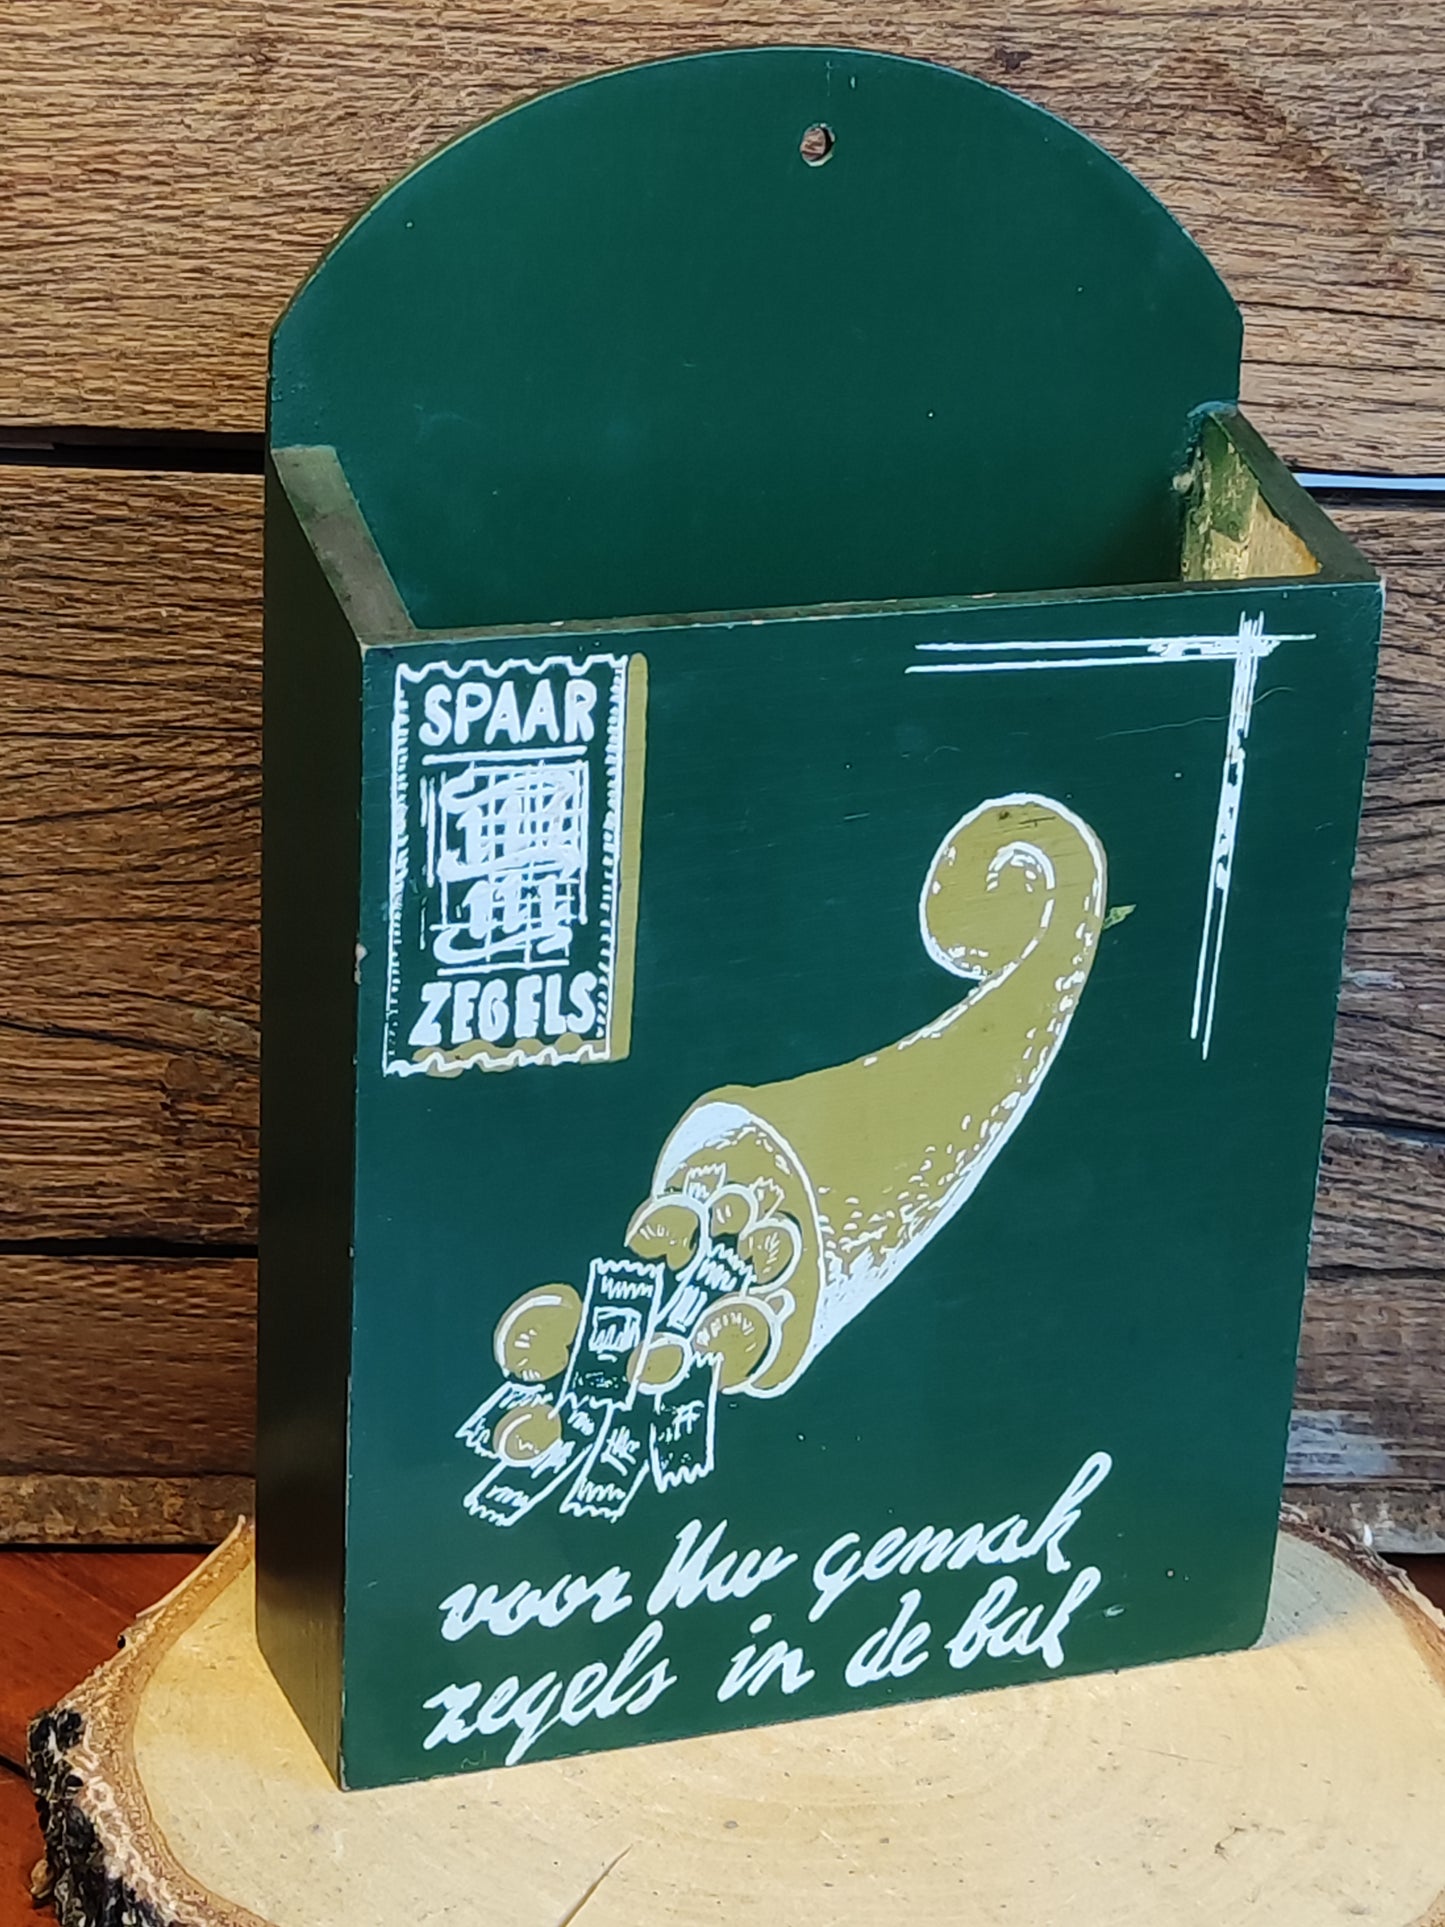 SPAAR
ZEGELS
voor Uw gemak
zegels in de bak